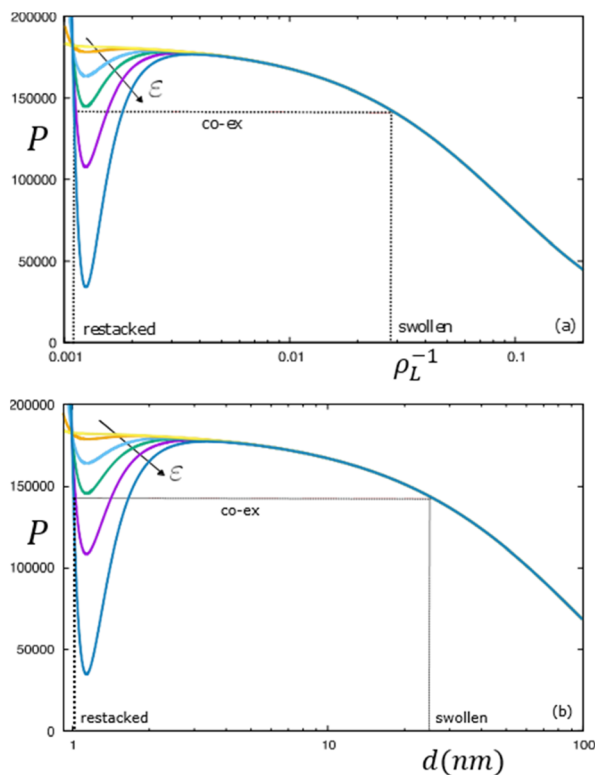 200000
150000
100000
50000
0
P
ε
co-ex
restacked
swollen
(a)
0.001
0.01
0.1
ρ_L^{-1}
200000
150000
100000
50000
0
P
ε
co-ex
restacked
swollen
(b)
1
10
100
d(nm)